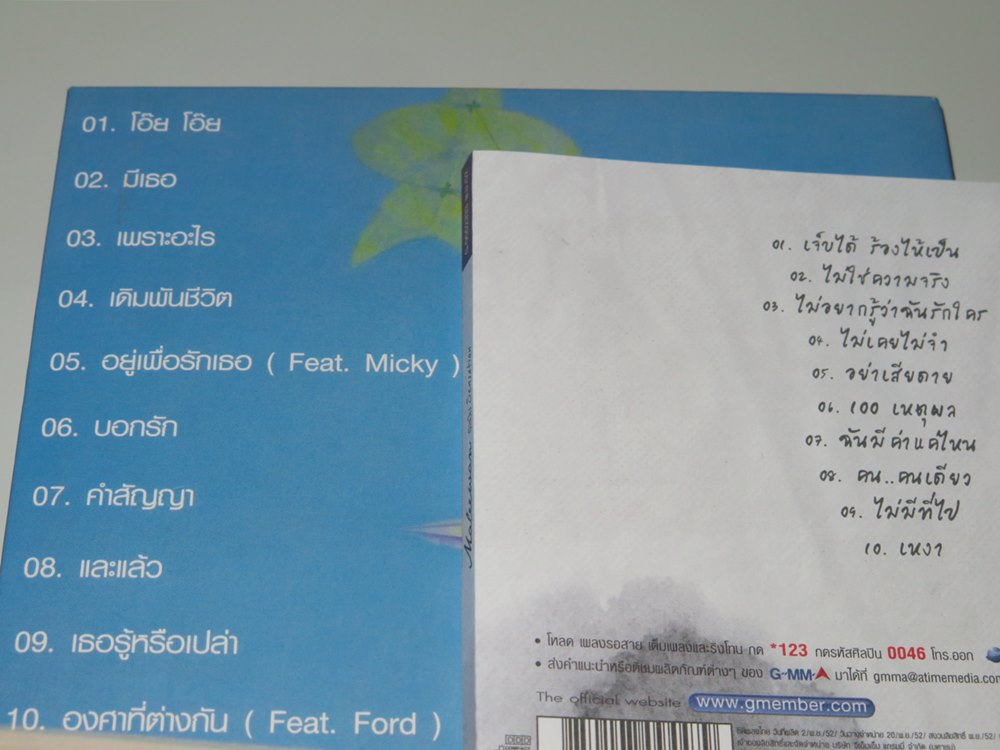 01. โอ๊ย โอ๊ย
02. มีเธอ
03. เพราะอะไร
04. เดิมพันชีวิต
05. อยู่เพื่อรักเธอ ( Feat. Micky )
06. บอกรัก
07. คำสัญญา
08. และแล้ว
09. เธอรู้หรือเปล่า
10. องศาที่ต่างกัน ( Feat. Ford )
01. เจ็บได้ ร้องไห้เป็น
02. ไม่ใช่ความจริง
03. ไม่อยากรู้ว่าฉันรักใคร
04. ไม่เคยไม่จำ
05. อย่าเสียดาย
06. 100 เหตุผล
07. ฉันมีค่าแค่ไหน
08. คน..คนเดียว
09. ไม่มีที่ไป
10. เหงา
• โหลด เพลงรอสาย เต็มเพลงและริงโทน กด *123 กดรหัสศิลปิน 0046 โทร.ออก
• ส่งคำแนะนำหรือติชมผลิตภัณฑ์ต่างๆ ของ G-MM-A มาได้ที่ gmma@atimemedia.com
The official website www.gmember.com